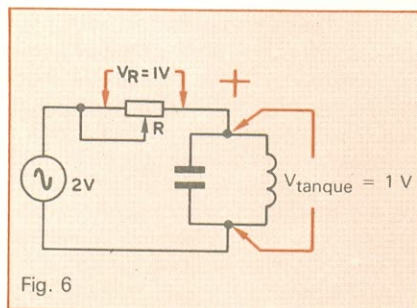 VR = 1V
+
R
2V
Vtanque = 1 V
Fig. 6